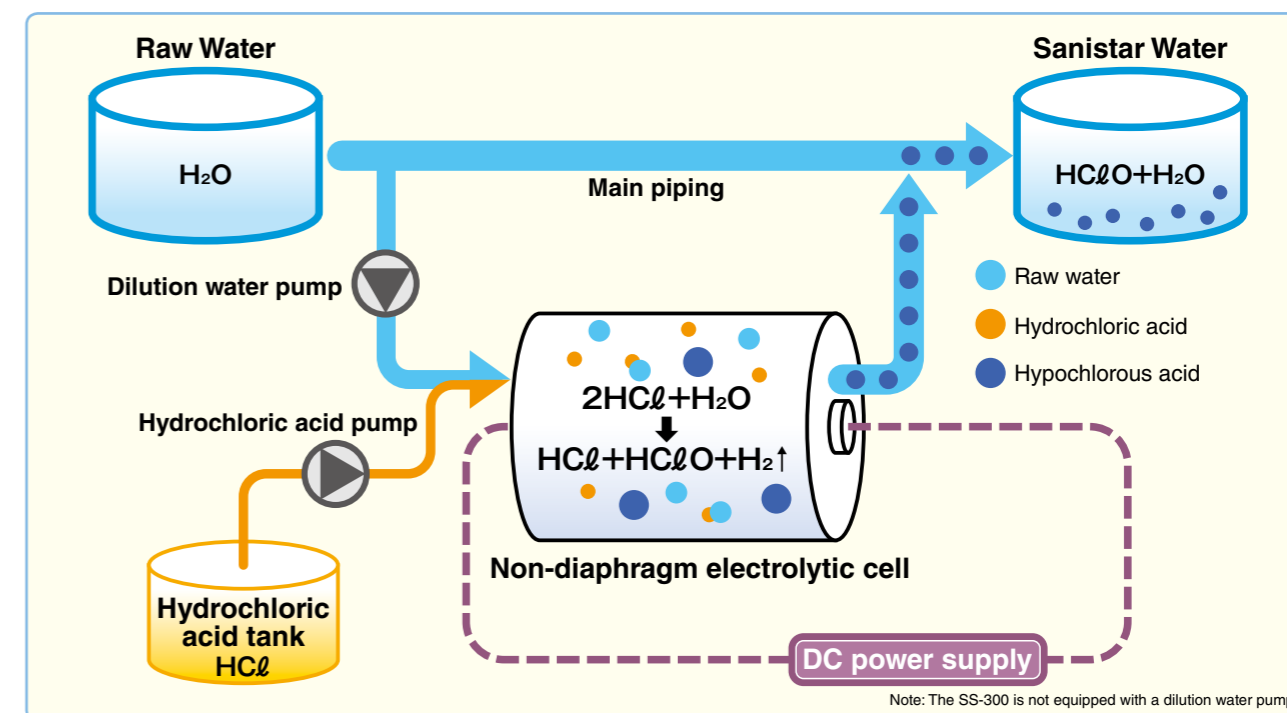 Raw Water
Sanistar Water
H₂O
HCℓO+H₂O
Main piping
Dilution water pump
Raw water
Hydrochloric acid
Hypochlorous acid
2HCℓ+H₂O
HCℓ+HCℓO+H₂↑
Hydrochloric acid pump
Non-diaphragm electrolytic cell
Hydrochloric
acid tank
HCℓ
DC power supply
Note: The SS-300 is not equipped with a dilution water pump